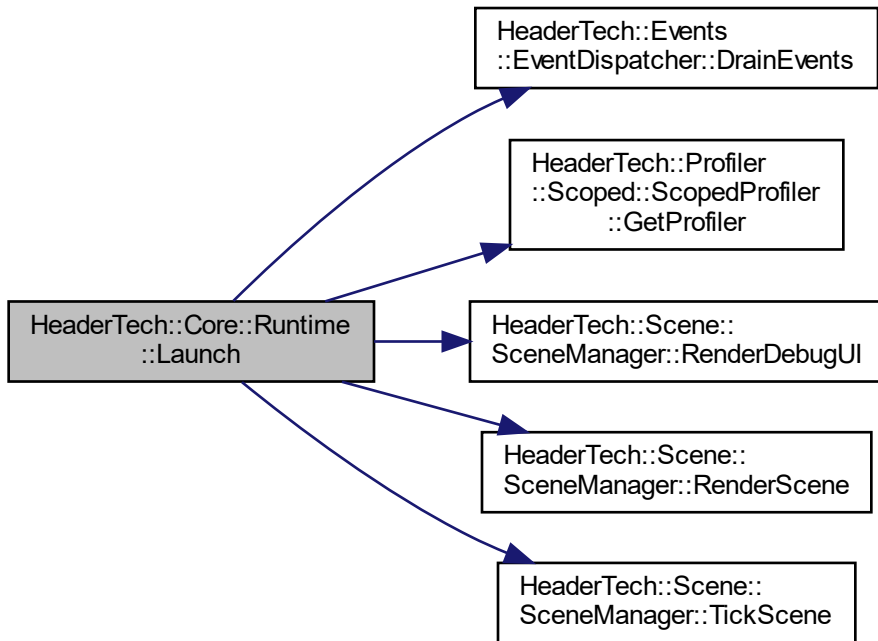 HeaderTech::Events
::EventDispatcher::DrainEvents
HeaderTech::Profiler
::Scoped::ScopedProfiler
::GetProfiler
HeaderTech::Core::Runtime
::Launch
HeaderTech::Scene::
SceneManager::RenderDebugUI
HeaderTech::Scene::
SceneManager::RenderScene
HeaderTech::Scene::
SceneManager::TickScene